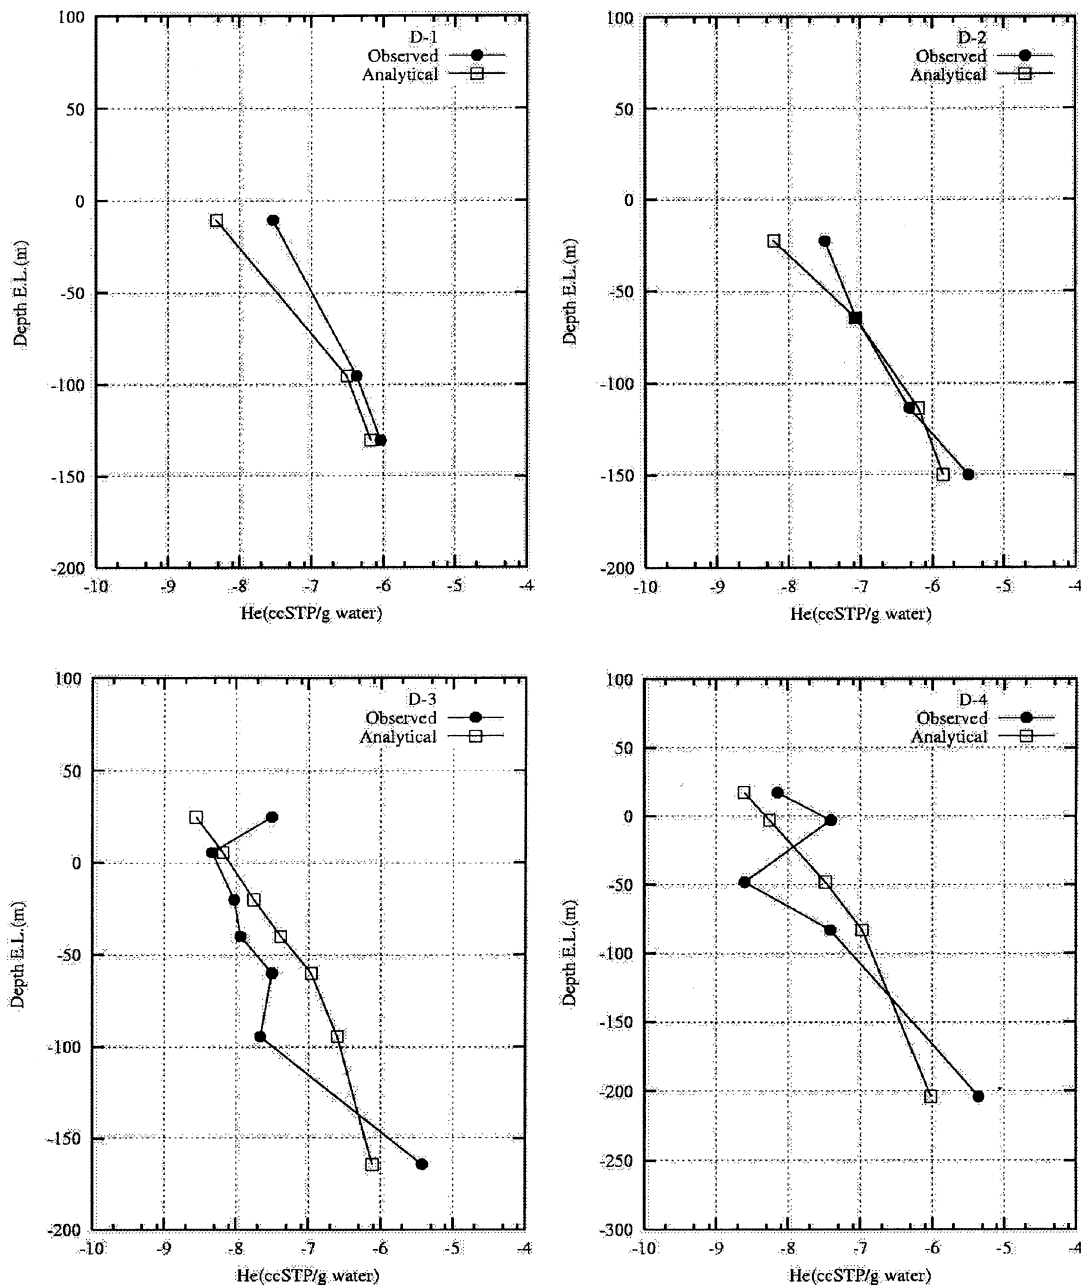 100
50
0
-50
-100
-150
-200
Depth E.L.(m)
D-1
Observed
Analytical
-10
-9
-8
-7
-6
-5
-4
He(ccSTP/g water)
100
50
0
-50
-100
-150
-200
Depth E.L.(m)
D-2
Observed
Analytical
-10
-9
-8
-7
-6
-5
-4
He(ccSTP/g water)
100
50
0
-50
-100
-150
-200
Depth E.L.(m)
D-3
Observed
Analytical
-10
-9
-8
-7
-6
-5
-4
He(ccSTP/g water)
100
50
0
-50
-100
-150
-200
-250
-300
Depth E.L.(m)
D-4
Observed
Analytical
-10
-9
-8
-7
-6
-5
-4
He(ccSTP/g water)